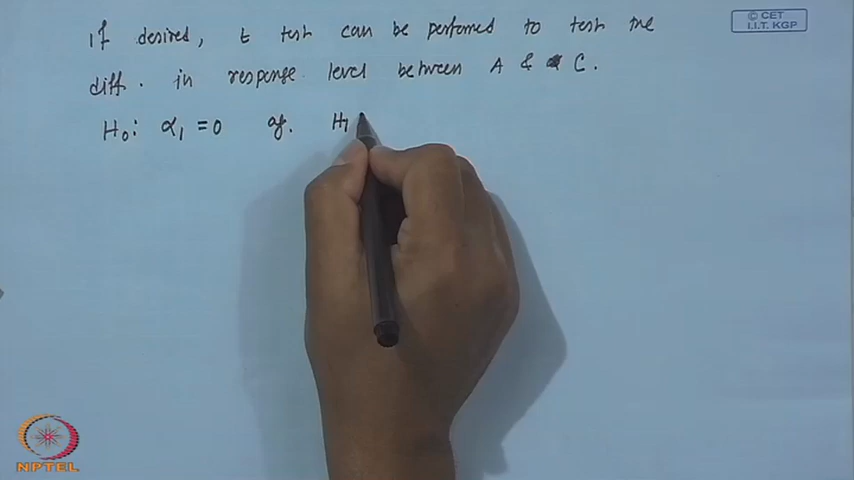 © CET
I.I.T. KGP
if desired, t test can be performed to test the
diff. in response level between A & C.
H₀: α₁ = 0 ag. H₁
NPTEL